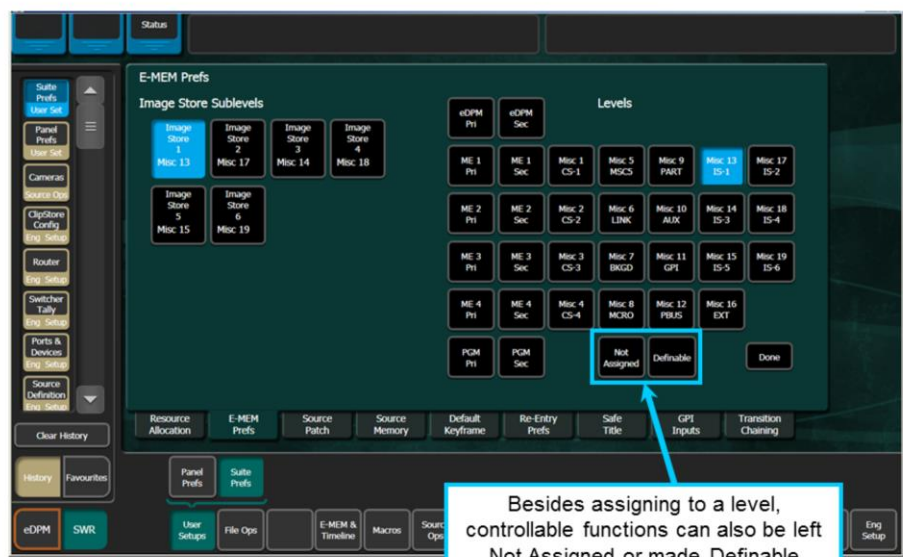 Status
E-MEM Prefs
Image Store Sublevels
Levels
Suite
Prefs
User Set
Panel
Prefs
User Set
Cameras
Source Ops
ClipStore
Config
Eng Setup
Router
Eng Setup
Switcher
Tally
Eng Setup
Ports &
Devices
Eng Setup
Source
Definition
Eng Setup
Clear History
History
Favourites
eDPM
SWR
Image
Store
1
Misc 13
Image
Store
2
Misc 17
Image
Store
3
Misc 14
Image
Store
4
Misc 18
Image
Store
5
Misc 15
Image
Store
6
Misc 19
eDPM
Pri
eDPM
Sec
ME 1
Pri
ME 1
Sec
Misc 1
CS-1
Misc 5
MSC5
Misc 9
PART
Misc 13
IS-1
Misc 17
IS-2
ME 2
Pri
ME 2
Sec
Misc 2
CS-2
Misc 6
LINK
Misc 10
AUX
Misc 14
IS-3
Misc 18
IS-4
ME 3
Pri
ME 3
Sec
Misc 3
CS-3
Misc 7
BKGD
Misc 11
GPI
Misc 15
IS-5
Misc 19
IS-6
ME 4
Pri
ME 4
Sec
Misc 4
CS-4
Misc 8
MCRO
Misc 12
PBUS
Misc 16
EXT
PGM
Pri
PGM
Sec
Not
Assigned
Definable
Done
Resource
Allocation
E-MEM
Prefs
Source
Patch
Source
Memory
Default
Keyframe
Re-Entry
Prefs
Safe
Title
GPI
Inputs
Transition
Chaining
Panel
Prefs
Suite
Prefs
User
Setups
File Ops
E-MEM &
Timeline
Macros
Eng
Setup
Besides assigning to a level,
controllable functions can also be left
Not Assigned or made Definable